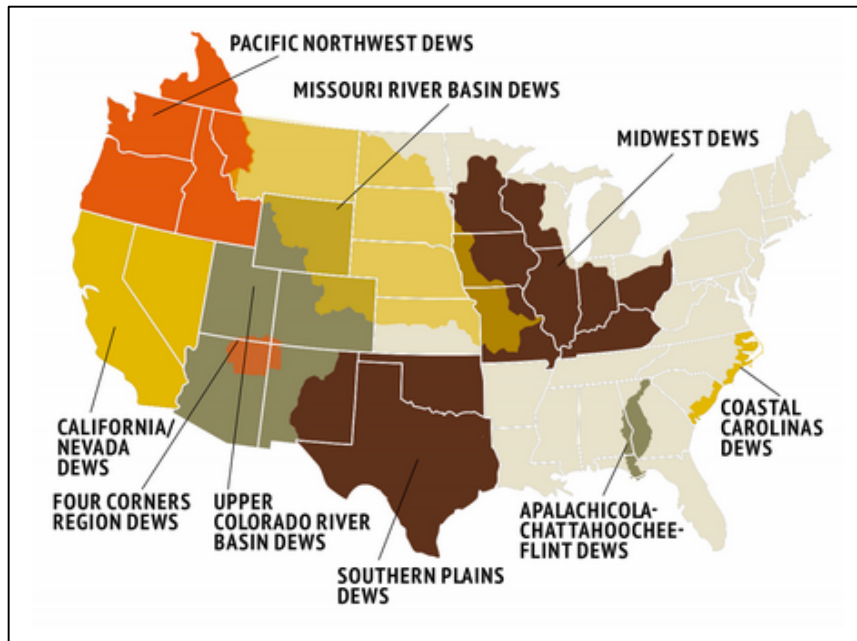 PACIFIC NORTHWEST DEWS
MISSOURI RIVER BASIN DEWS
MIDWEST DEWS
CALIFORNIA/
NEVADA
DEWS
FOUR CORNERS
REGION DEWS
UPPER
COLORADO RIVER
BASIN DEWS
SOUTHERN PLAINS
DEWS
APALACHICOLA-
CHATTAHOOCHEE-
FLINT DEWS
COASTAL
CAROLINAS
DEWS